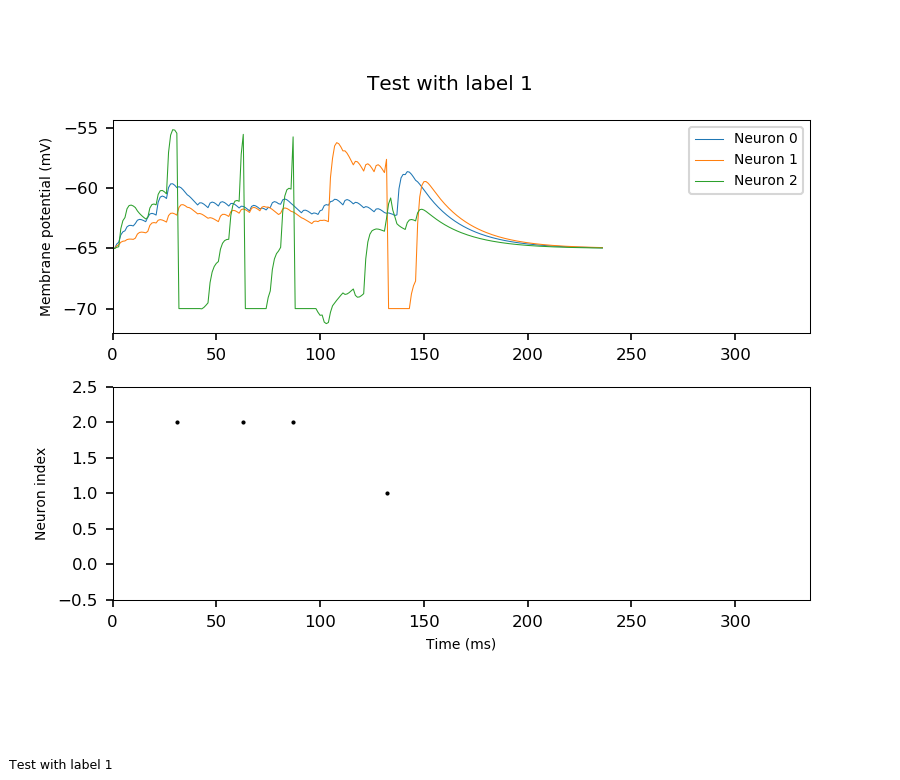 Test with label 1
Membrane potential (mV)
−55
−60
−65
−70
Neuron 0
Neuron 1
Neuron 2
0 50 100 150 200 250 300
Neuron index
2.5
2.0
1.5
1.0
0.5
0.0
−0.5
0 50 100 150 200 250 300
Time (ms)
Test with label 1